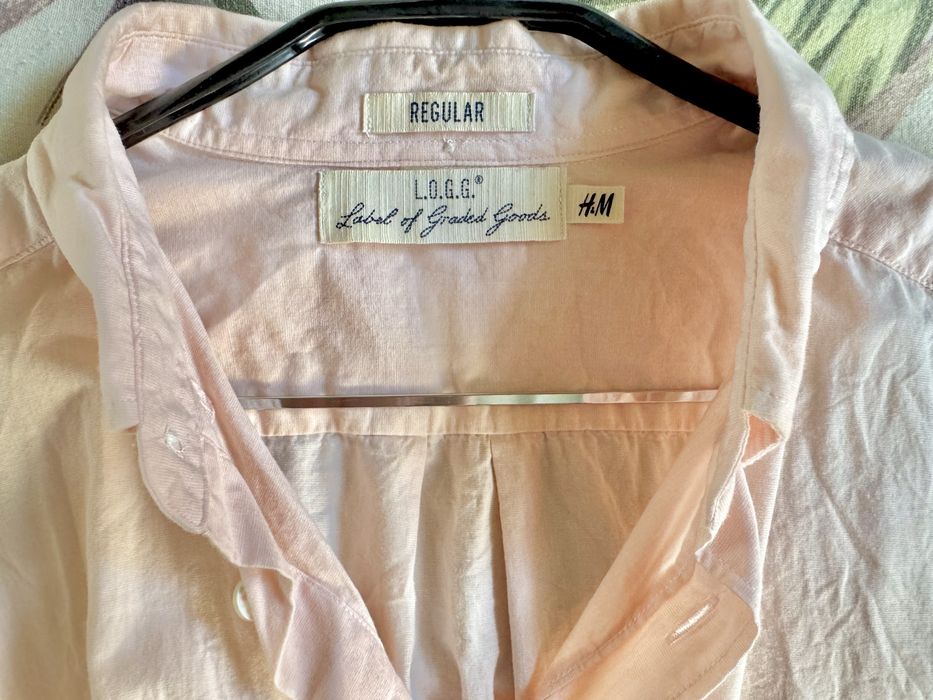 REGULAR
L.O.G.G.®
Label of Graded Goods
H&M